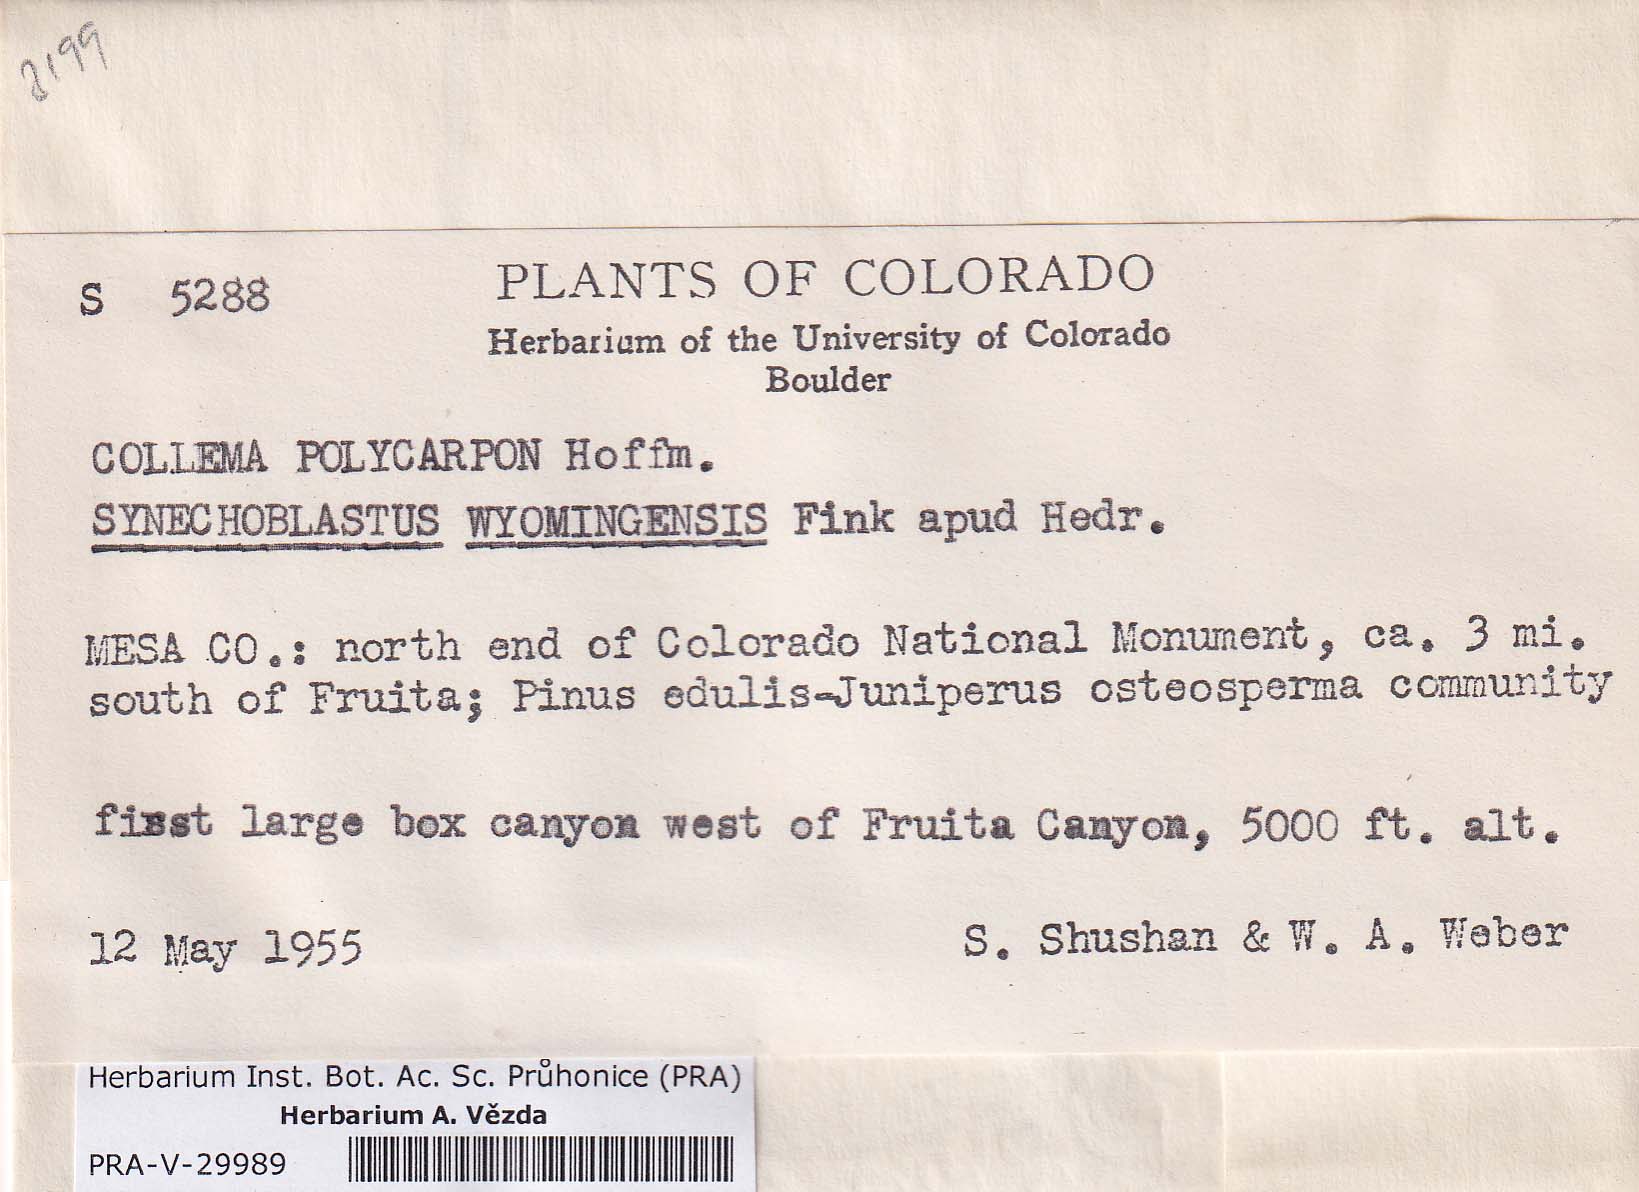 8199
S 5288
PLANTS OF COLORADO
Herbarium of the University of Colorado
Boulder
COLLEMA POLYCARPON Hoffm.
SYNECHOBLASTUS WYOMINGENSIS Fink apud Hedr.
MESA CO.: north end of Colorado National Monument, ca. 3 mi.
south of Fruita; Pinus edulis-Juniperus osteosperma community
first large box canyon west of Fruita Canyon, 5000 ft. alt.
12 May 1955
S. Shushan & W. A. Weber
Herbarium Inst. Bot. Ac. Sc. Průhonice (PRA)
Herbarium A. Vězda
PRA-V-29989